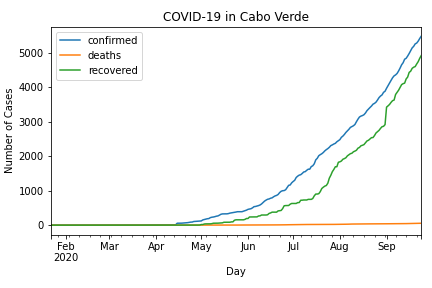 COVID-19 in Cabo Verde
confirmed
deaths
recovered
Number of Cases
5000
4000
3000
2000
1000
0
Feb Mar Apr May Jun Jul Aug Sep
2020
Day